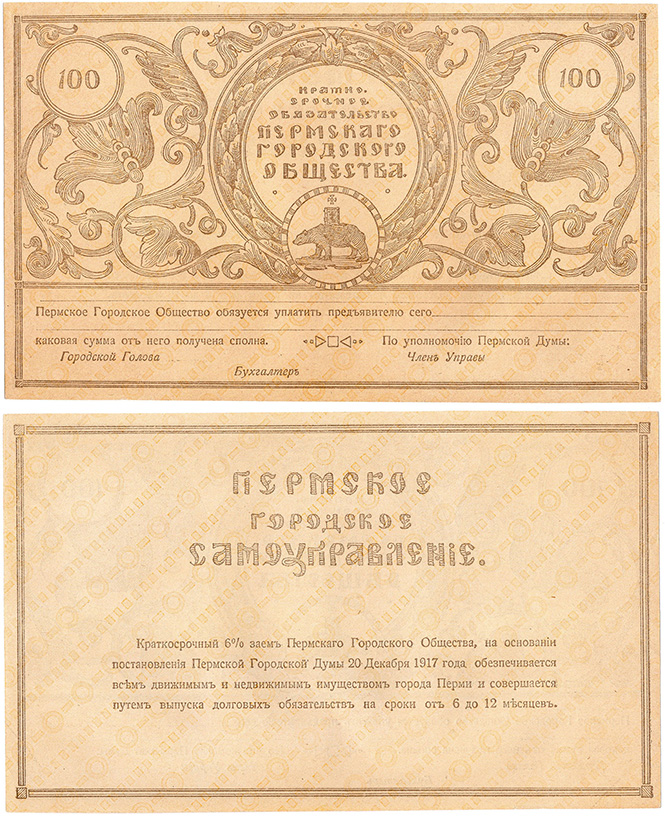 100
100
КРАТКО-
СРОЧНОЕ
ОБЯЗАТЕЛЬСТВО
ПЕРМСКАГО
ГОРОДСКОГО
ОБЩЕСТВА.
Пермское Городское Общество обязуется уплатить предъявителю сего
каковая сумма отъ него получена сполна.
По уполномочію Пермской Думы:
Городской Голова
Членъ Управы
Бухгалтеръ
ПЕРМСКОЕ
ГОРОДСКОЕ
САМОУПРАВЛЕНІЕ.
Краткосрочный 6% заемъ Пермскаго Городского Общества, на основаніи
постановленія Пермской Городской Думы 20 Декабря 1917 года обезпечивается
всѣмъ движимымъ и недвижимымъ имуществомъ города Перми и совершается
путемъ выпуска долговыхъ обязательствъ на сроки отъ 6 до 12 мѣсяцевъ.